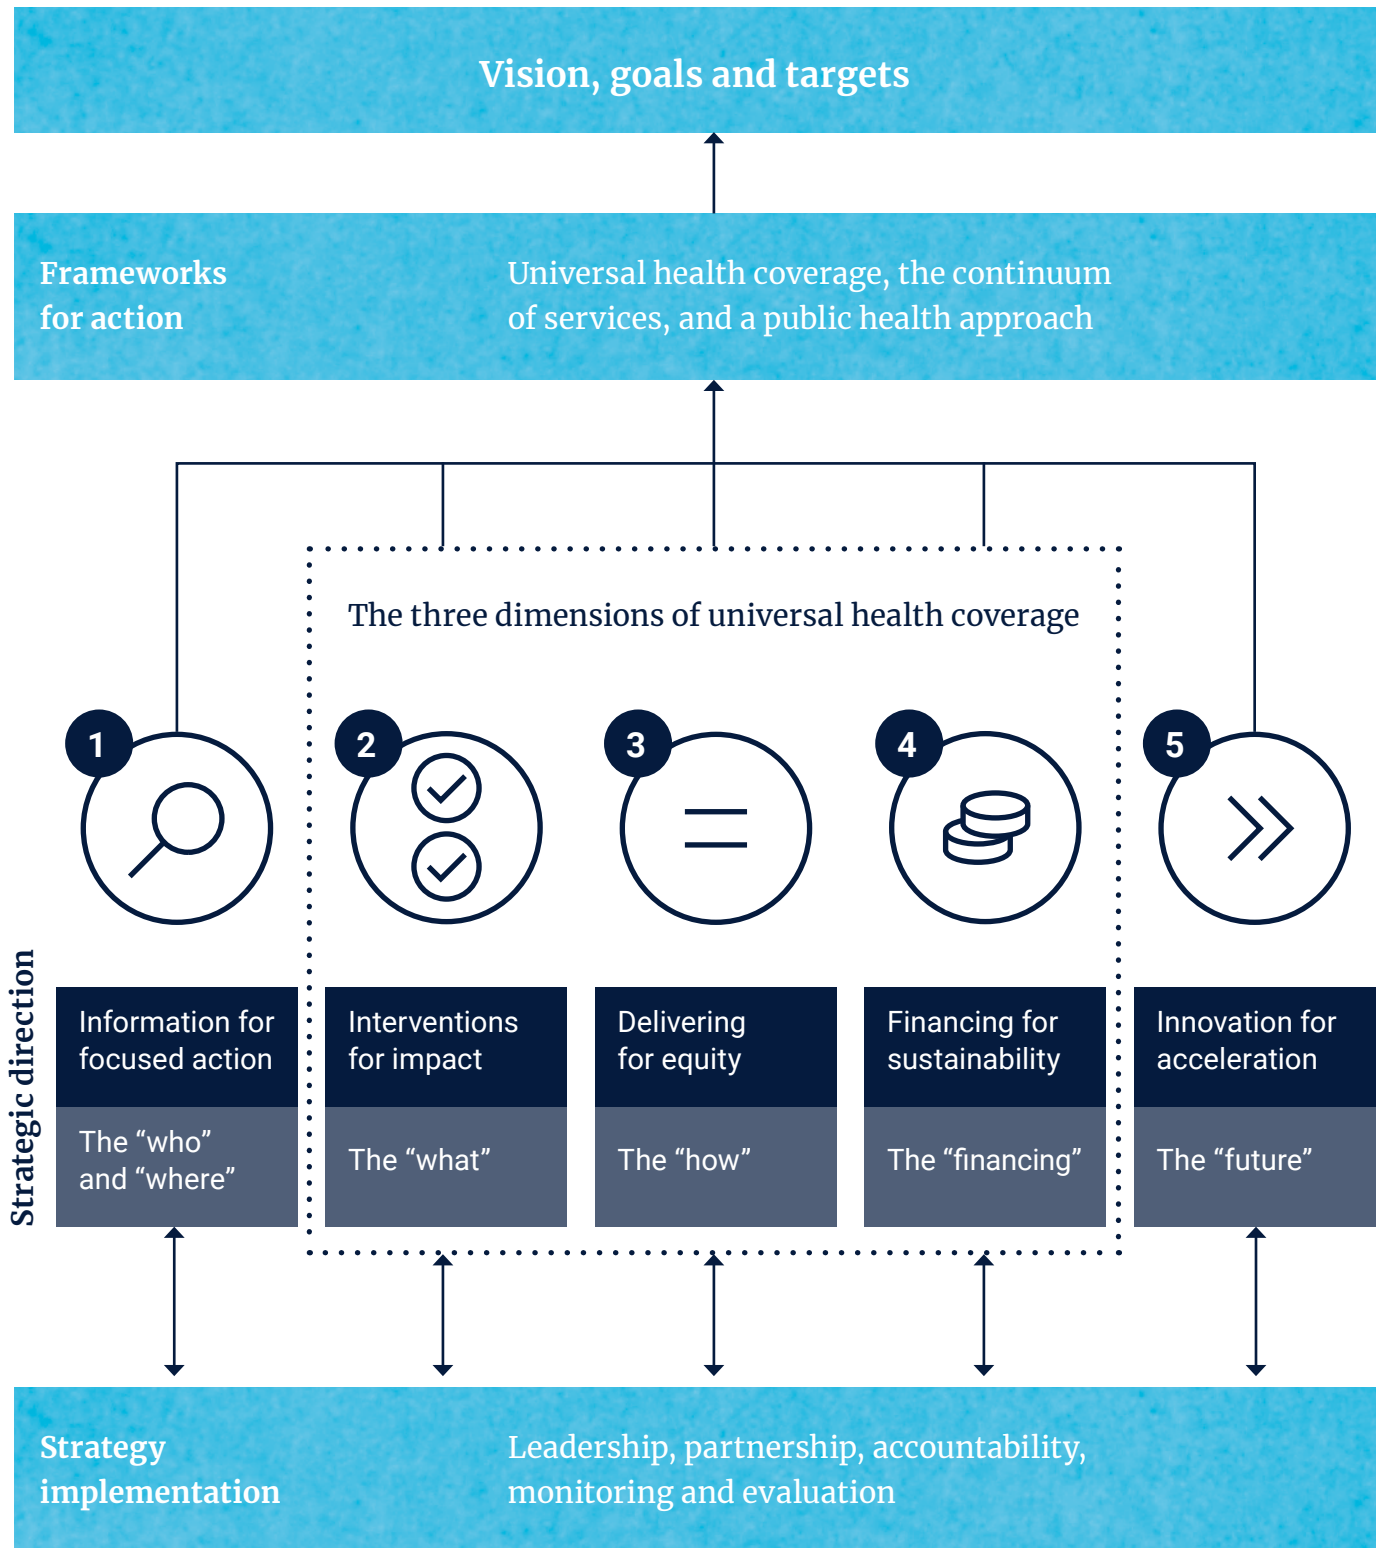 Vision, goals and targets
Frameworks
for action
Universal health coverage, the continuum
of services, and a public health approach
The three dimensions of universal health coverage
1
2
3
4
5
Strategic direction
Information for
focused action
The “who”
and “where”
Interventions
for impact
The “what”
Delivering
for equity
The “how”
Financing for
sustainability
The “financing”
Innovation for
acceleration
The “future”
Strategy
implementation
Leadership, partnership, accountability,
monitoring and evaluation